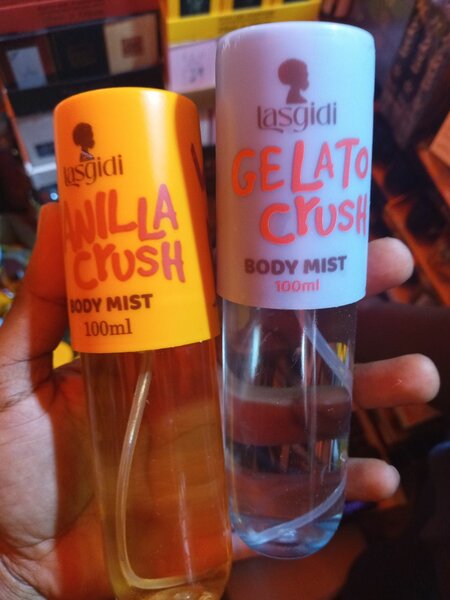 lasgidi
ANILLA
CRUSH
BODY MIST
100ml
lasgidi
GELATO
CRUSH
BODY MIST
100ml